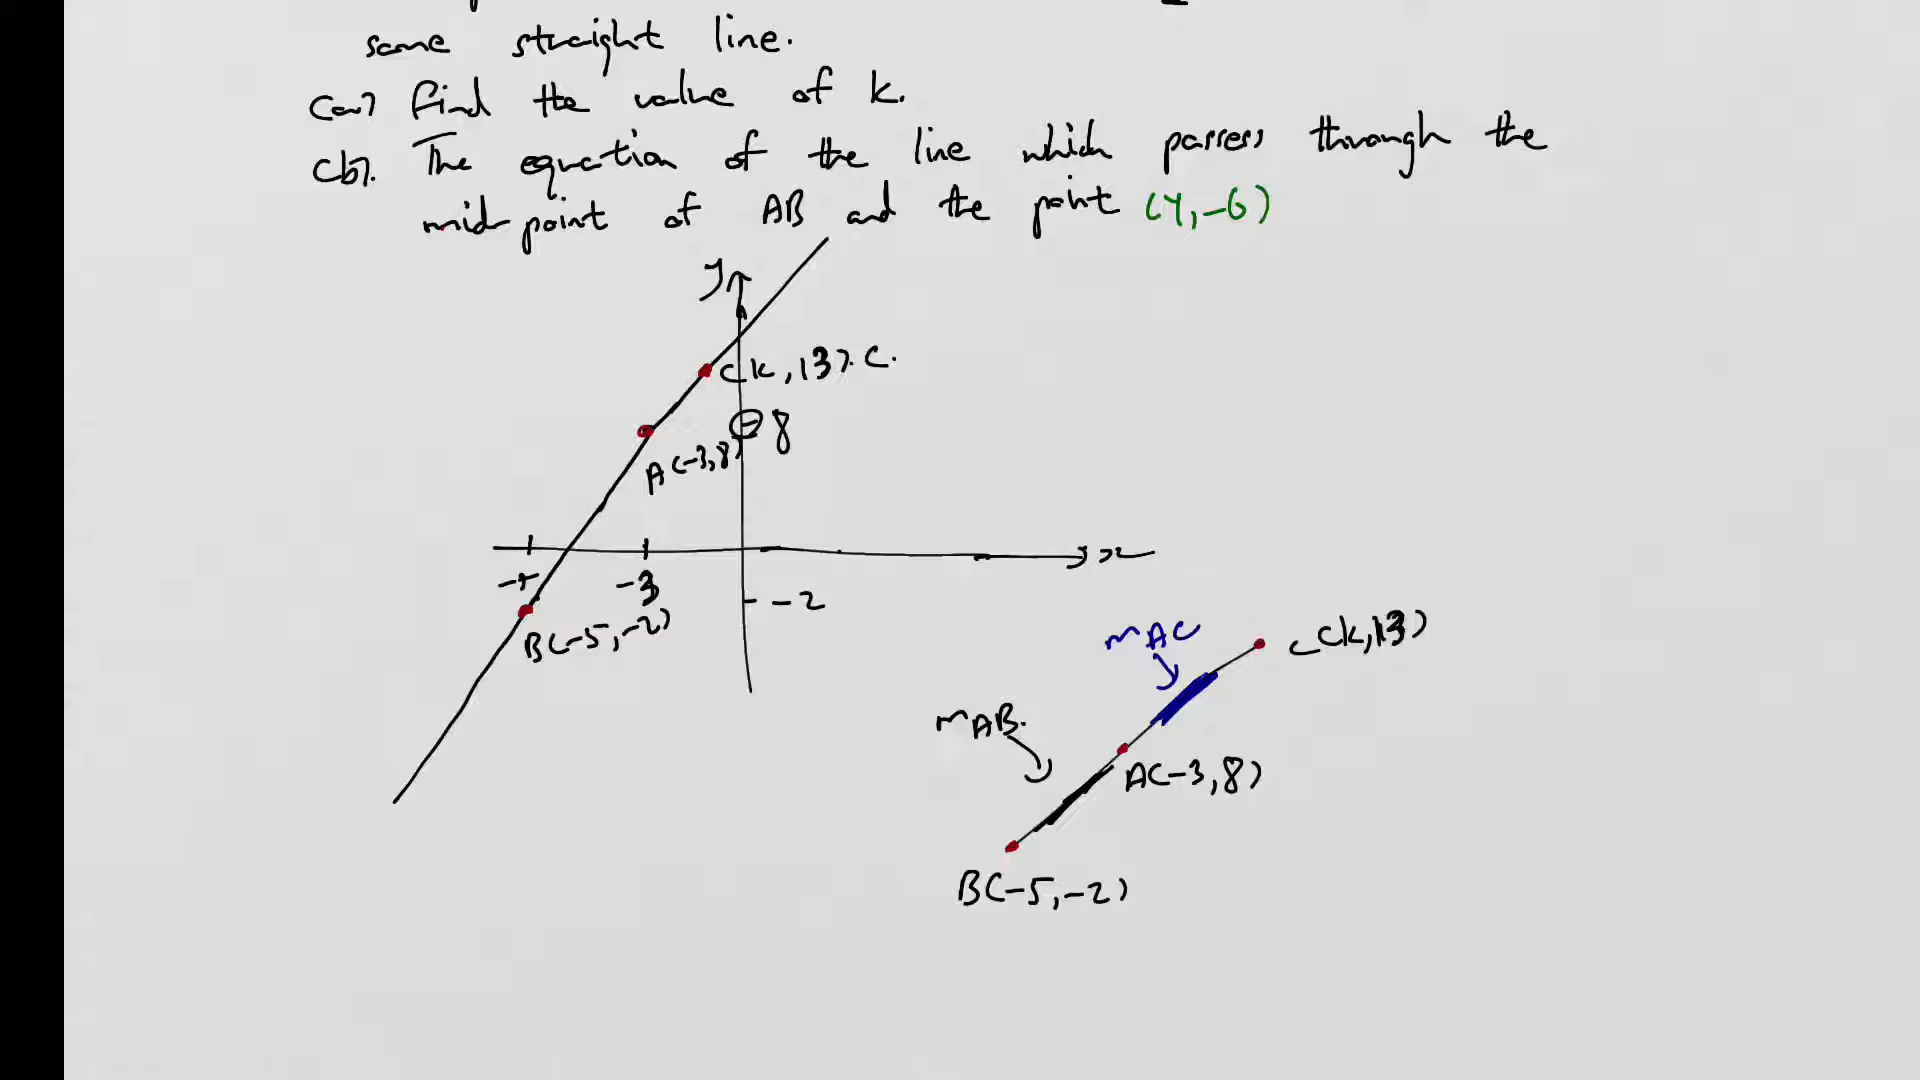 same straight line.
(a) Find the value of k.
(b). The equation of the line which passes through the
mid-point of AB and the point (4,-6)
y
(k,13). C.
8
A(-3,8)
x
-3
-2
B(-5,-2)
mAC
C(k,13)
mAB.
A(-3,8)
B(-5,-2)